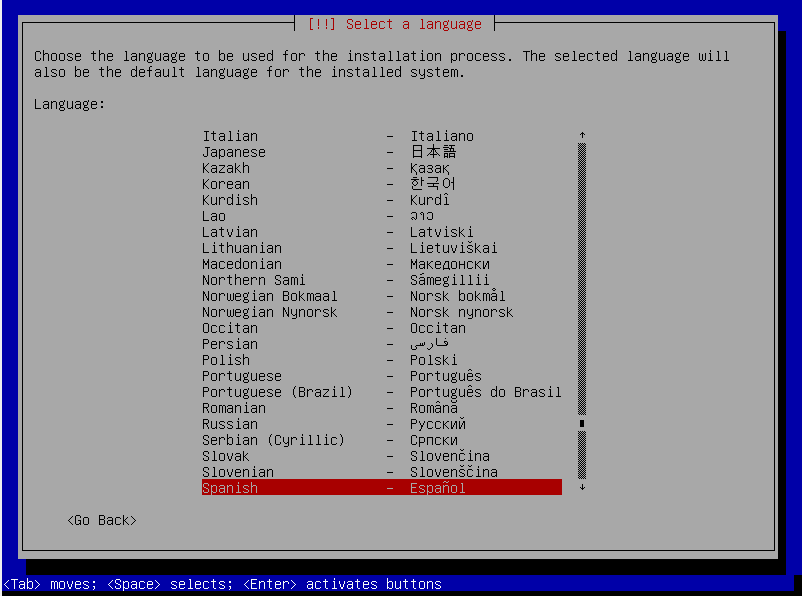 [!!] Select a language
Choose the language to be used for the installation process. The selected language will
also be the default language for the installed system.
Language:
Italian - Italiano
Japanese - 日本語
Kazakh - Қазақ
Korean - 한국어
Kurdish - Kurdî
Lao - ລາວ
Latvian - Latviski
Lithuanian - Lietuviškai
Macedonian - Македонски
Northern Sami - Sámegillii
Norwegian Bokmaal - Norsk bokmål
Norwegian Nynorsk - Norsk nynorsk
Occitan - Occitan
Persian - فارسی
Polish - Polski
Portuguese - Português
Portuguese (Brazil) - Português do Brasil
Romanian - Română
Russian - Русский
Serbian (Cyrillic) - Српски
Slovak - Slovenčina
Slovenian - Slovenščina
Spanish - Español
<Go Back>
<Tab> moves; <Space> selects; <Enter> activates buttons